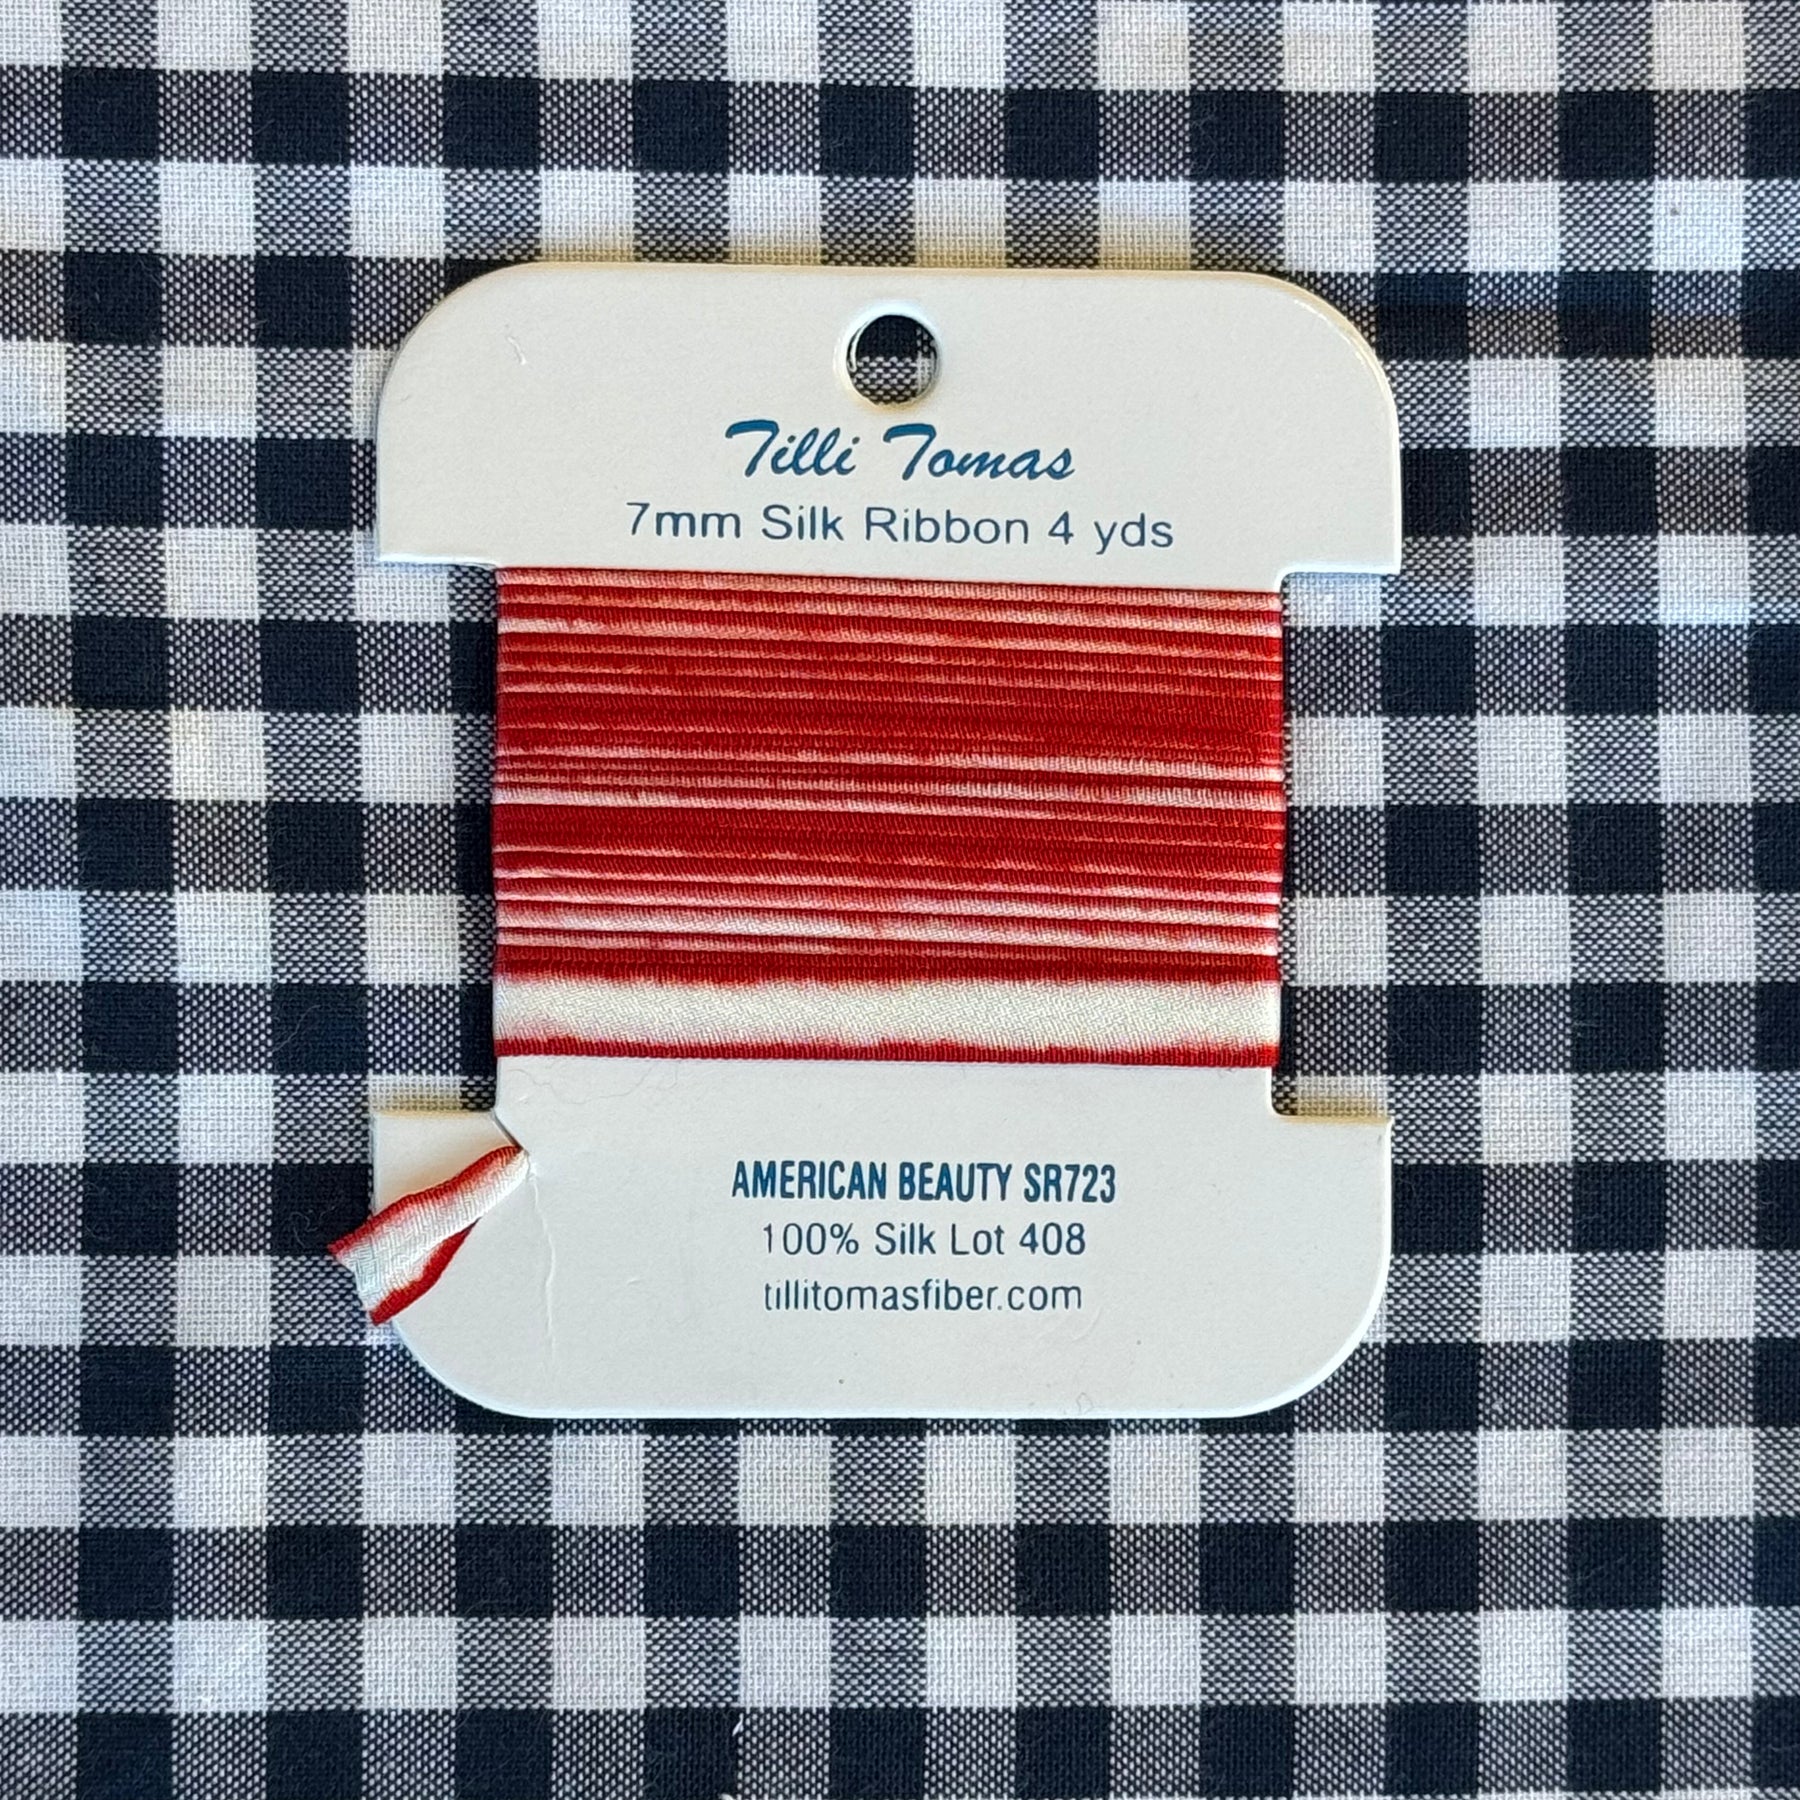 Tilli Tomas
7mm Silk Ribbon 4 yds
AMERICAN BEAUTY SR723
100% Silk Lot 408
tillitomasfiber.com